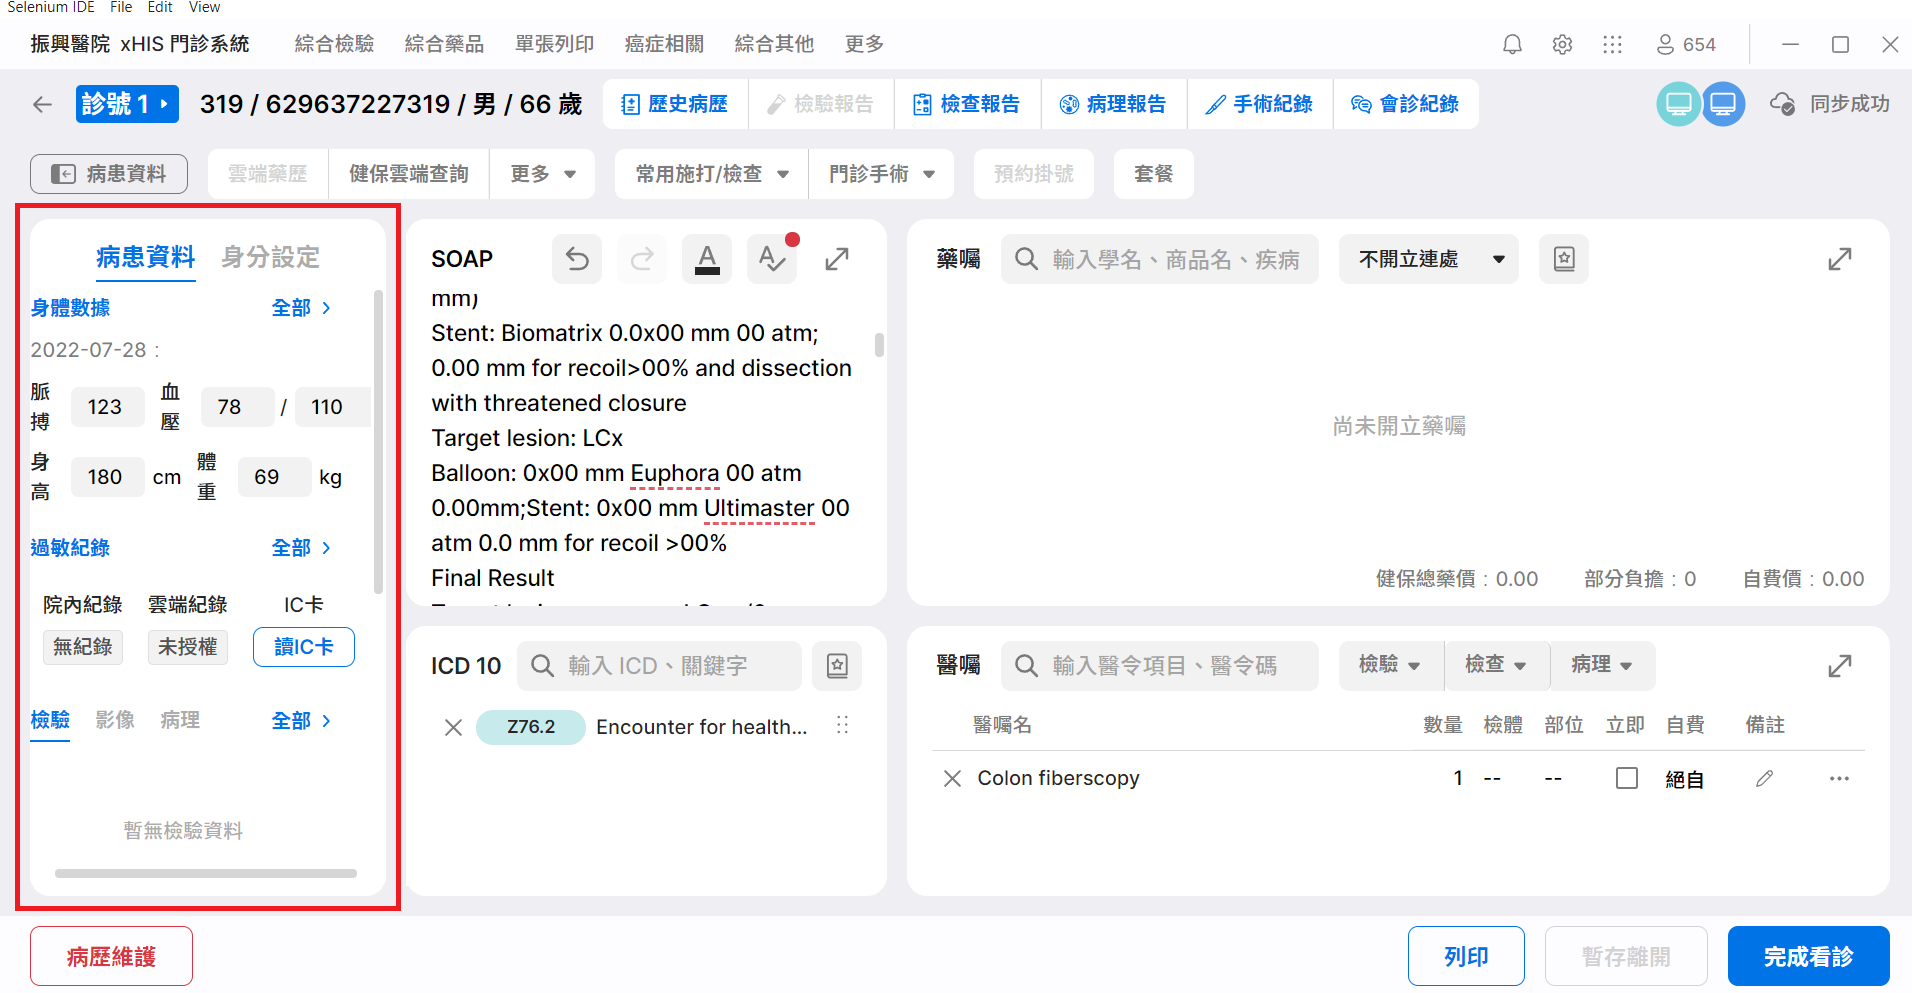 Selenium IDE File Edit View
振興醫院 xHIS 門診系統 綜合檢驗 綜合藥品 單張列印 癌症相關 綜合其他 更多 654
診號 1 319 / 629637227319 / 男 / 66 歲 歷史病歷 檢驗報告 檢查報告 病理報告 手術紀錄 會診紀錄 同步成功
病患資料 雲端藥歷 健保雲端查詢 更多 常用施打/檢查 門診手術 預約掛號 套餐
病患資料 身分設定
身體數據 全部
2022-07-28 :
脈搏 123 血壓 78 / 110
身高 180 cm 體重 69 kg
過敏紀錄 全部
院內紀錄 雲端紀錄 IC卡
無紀錄 未授權 讀IC卡
檢驗 影像 病理 全部
暫無檢驗資料
SOAP
mm)
Stent: Biomatrix 0.0x00 mm 00 atm;
0.00 mm for recoil>00% and dissection
with threatened closure
Target lesion: LCx
Balloon: 0x00 mm Euphora 00 atm
0.00mm;Stent: 0x00 mm Ultimaster 00
atm 0.0 mm for recoil >00%
Final Result
藥囑 輸入學名、商品名、疾病 不開立連處
尚未開立藥囑
健保總藥價 : 0.00 部分負擔 : 0 自費價 : 0.00
ICD 10 輸入 ICD、關鍵字
Z76.2 Encounter for health...
醫囑 輸入醫令項目、醫令碼 檢驗 檢查 病理
醫囑名 數量 檢體 部位 立即 自費 備註
Colon fiberscopy 1 -- -- 絕自
病歷維護 列印 暫存離開 完成看診